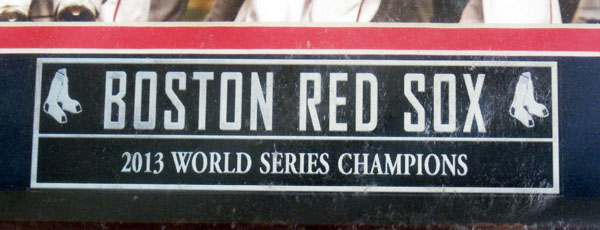 BOSTON RED SOX
2013 WORLD SERIES CHAMPIONS